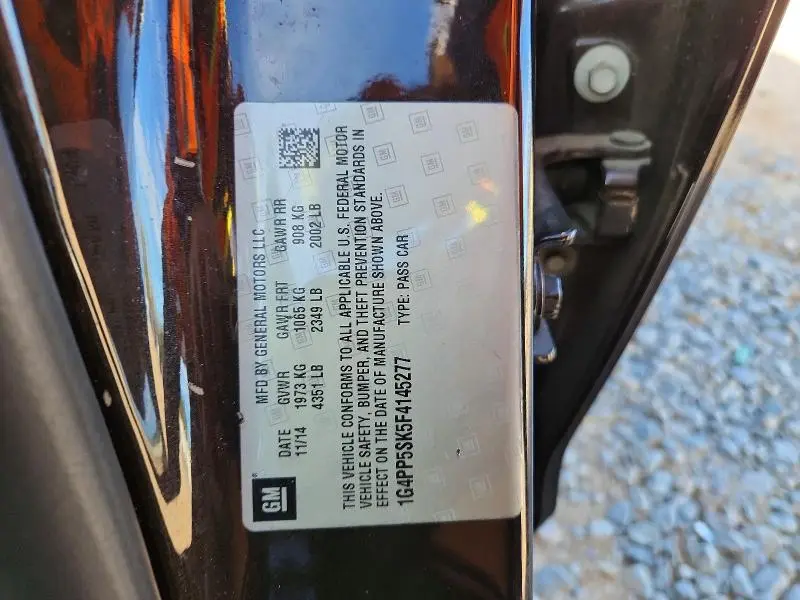 GM
MFD BY GENERAL MOTORS LLC
DATE GVWR GAWR FRT GAWR RR
11/14 1973 KG 1065 KG 908 KG
4351 LB 2349 LB 2002 LB
THIS VEHICLE CONFORMS TO ALL APPLICABLE U.S. FEDERAL MOTOR
VEHICLE SAFETY, BUMPER, AND THEFT PREVENTION STANDARDS IN
EFFECT ON THE DATE OF MANUFACTURE SHOWN ABOVE.
1G4PP5SK5F4145277 TYPE: PASS CAR